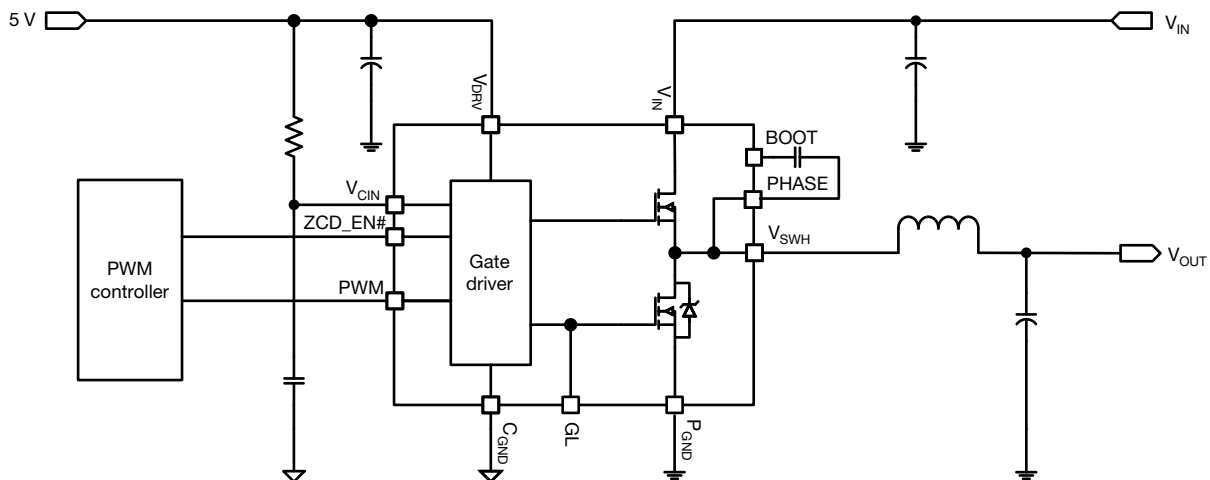 5 V
V_IN
V_DRV
V_IN
BOOT
PHASE
V_CIN
ZCD_EN#
V_SWH
V_OUT
PWM
controller
Gate
driver
PWM
C_GND
GL
P_GND